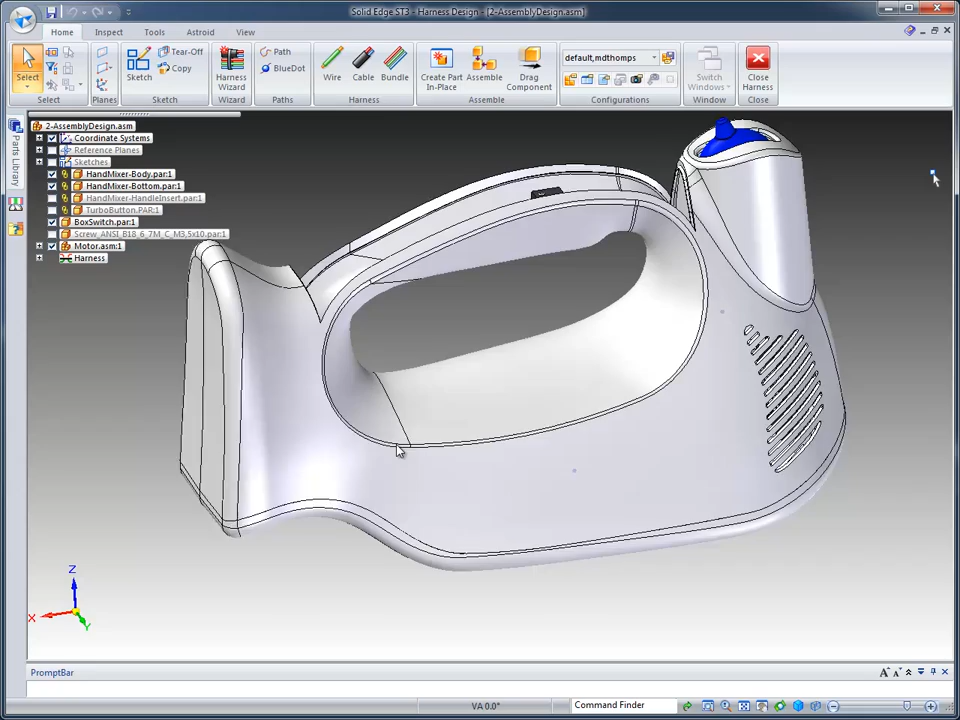 Solid Edge ST3 - Harness Design - [2-AssemblyDesign.asm]
Home Inspect Tools Astroid View
Select
Select
Planes
Sketch
Tear-Off
Copy
Sketch
Harness Wizard
Wizard
Path
BlueDot
Paths
Wire
Cable
Bundle
Harness
Create Part In-Place
Assemble
Drag Component
Assemble
default,mdthomps
Configurations
Switch Windows
Window
Close Harness
Close
Parts Library
2-AssemblyDesign.asm
Coordinate Systems
Reference Planes
Sketches
HandMixer-Body.par:1
HandMixer-Bottom.par:1
HandMixer-HandleInsert.par:1
TurboButton.PAR:1
BoxSwitch.par:1
Screw_ANSI_B18_6_7M_C_M3,5x10.par:1
Motor.asm:1
Harness
Z
X
Y
PromptBar
VA 0.0°
Command Finder